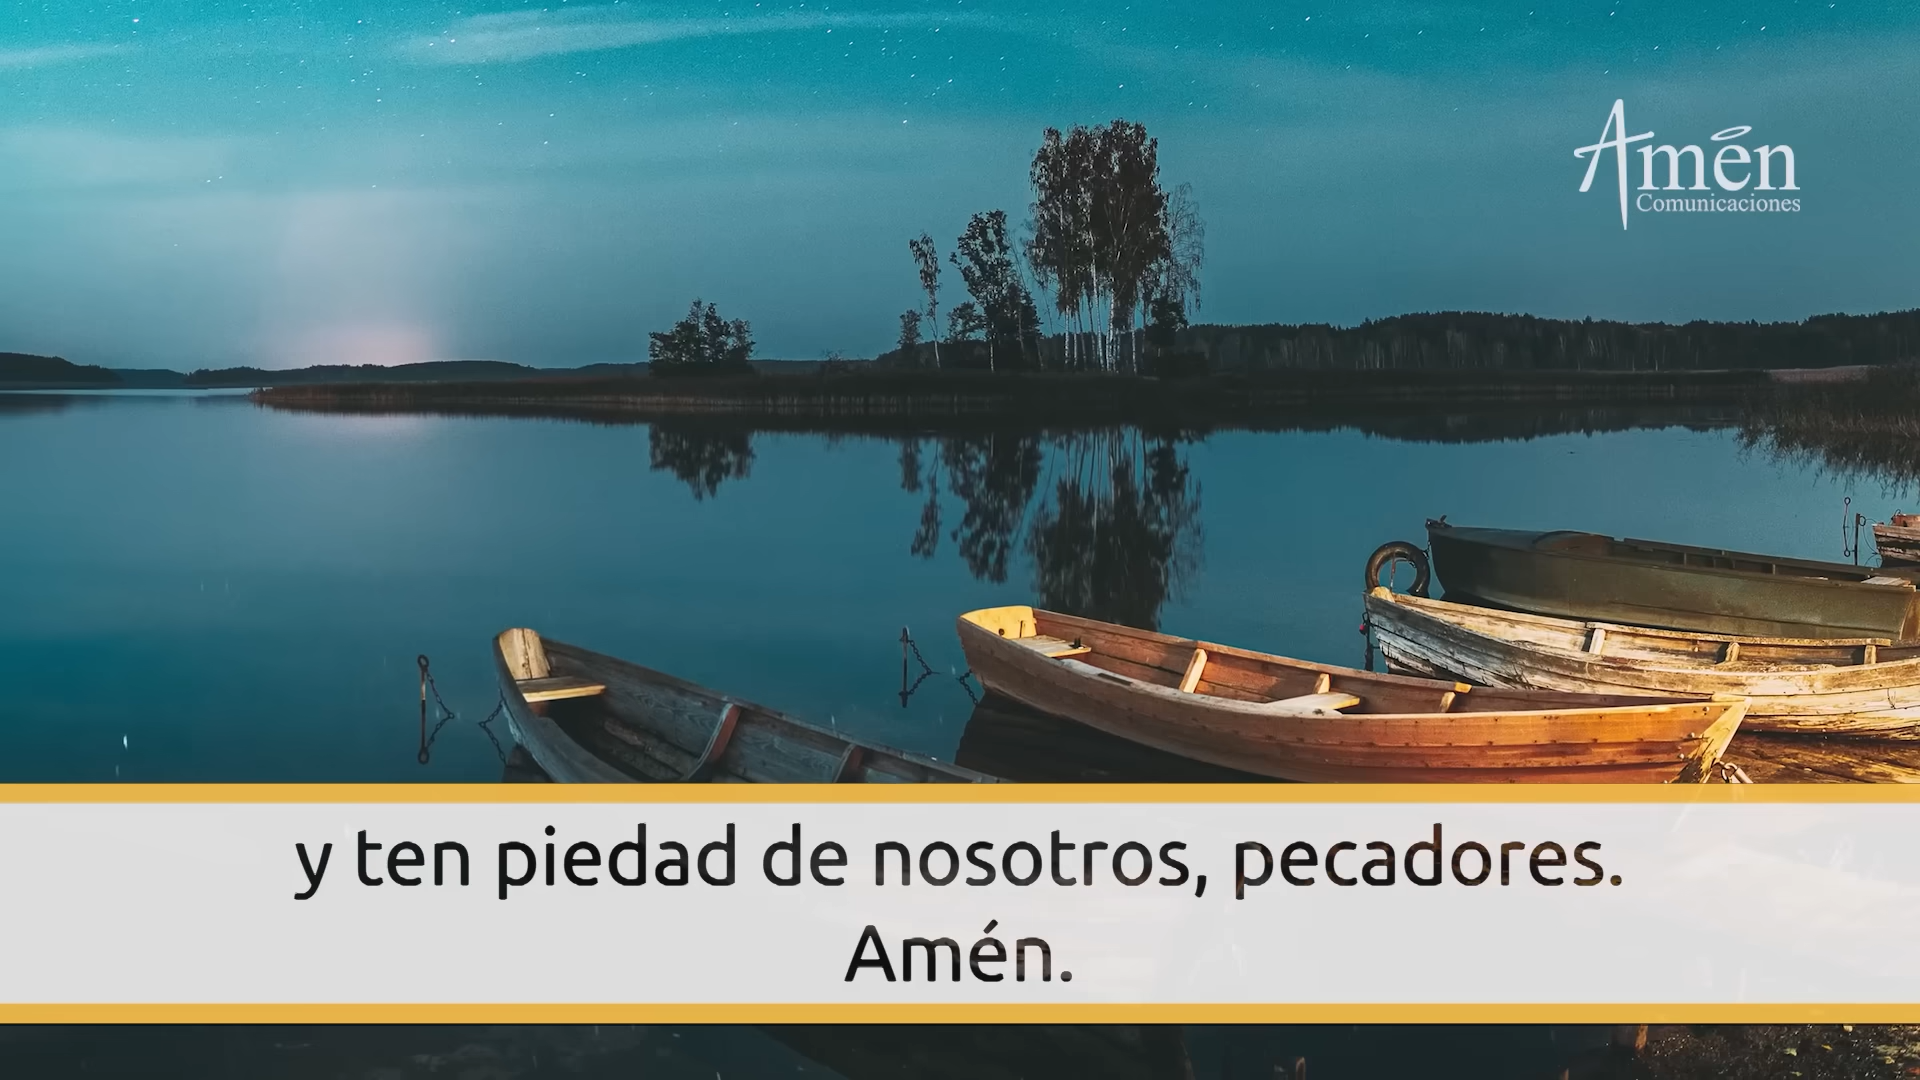 Amén
Comunicaciones
y ten piedad de nosotros, pecadores.
Amén.